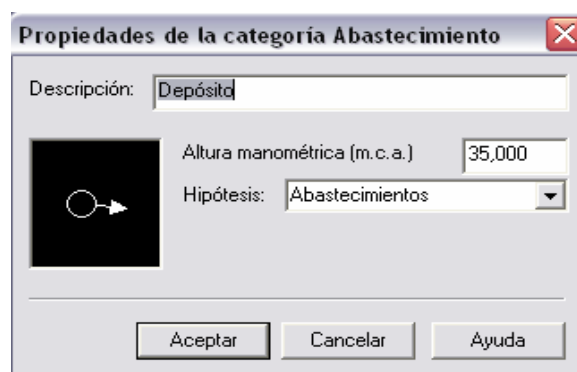 Propiedades de la categoría Abastecimiento
Descripción: Depósito
Altura manométrica (m.c.a.) 35,000
Hipótesis: Abastecimientos
Aceptar Cancelar Ayuda